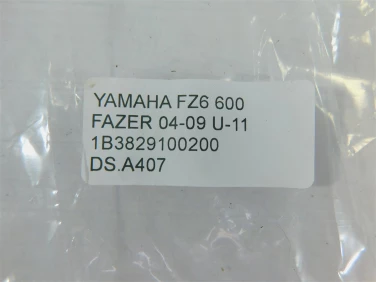 YAMAHA FZ6 600
FAZER 04-09 U-11
1B3829100200
DS.A407